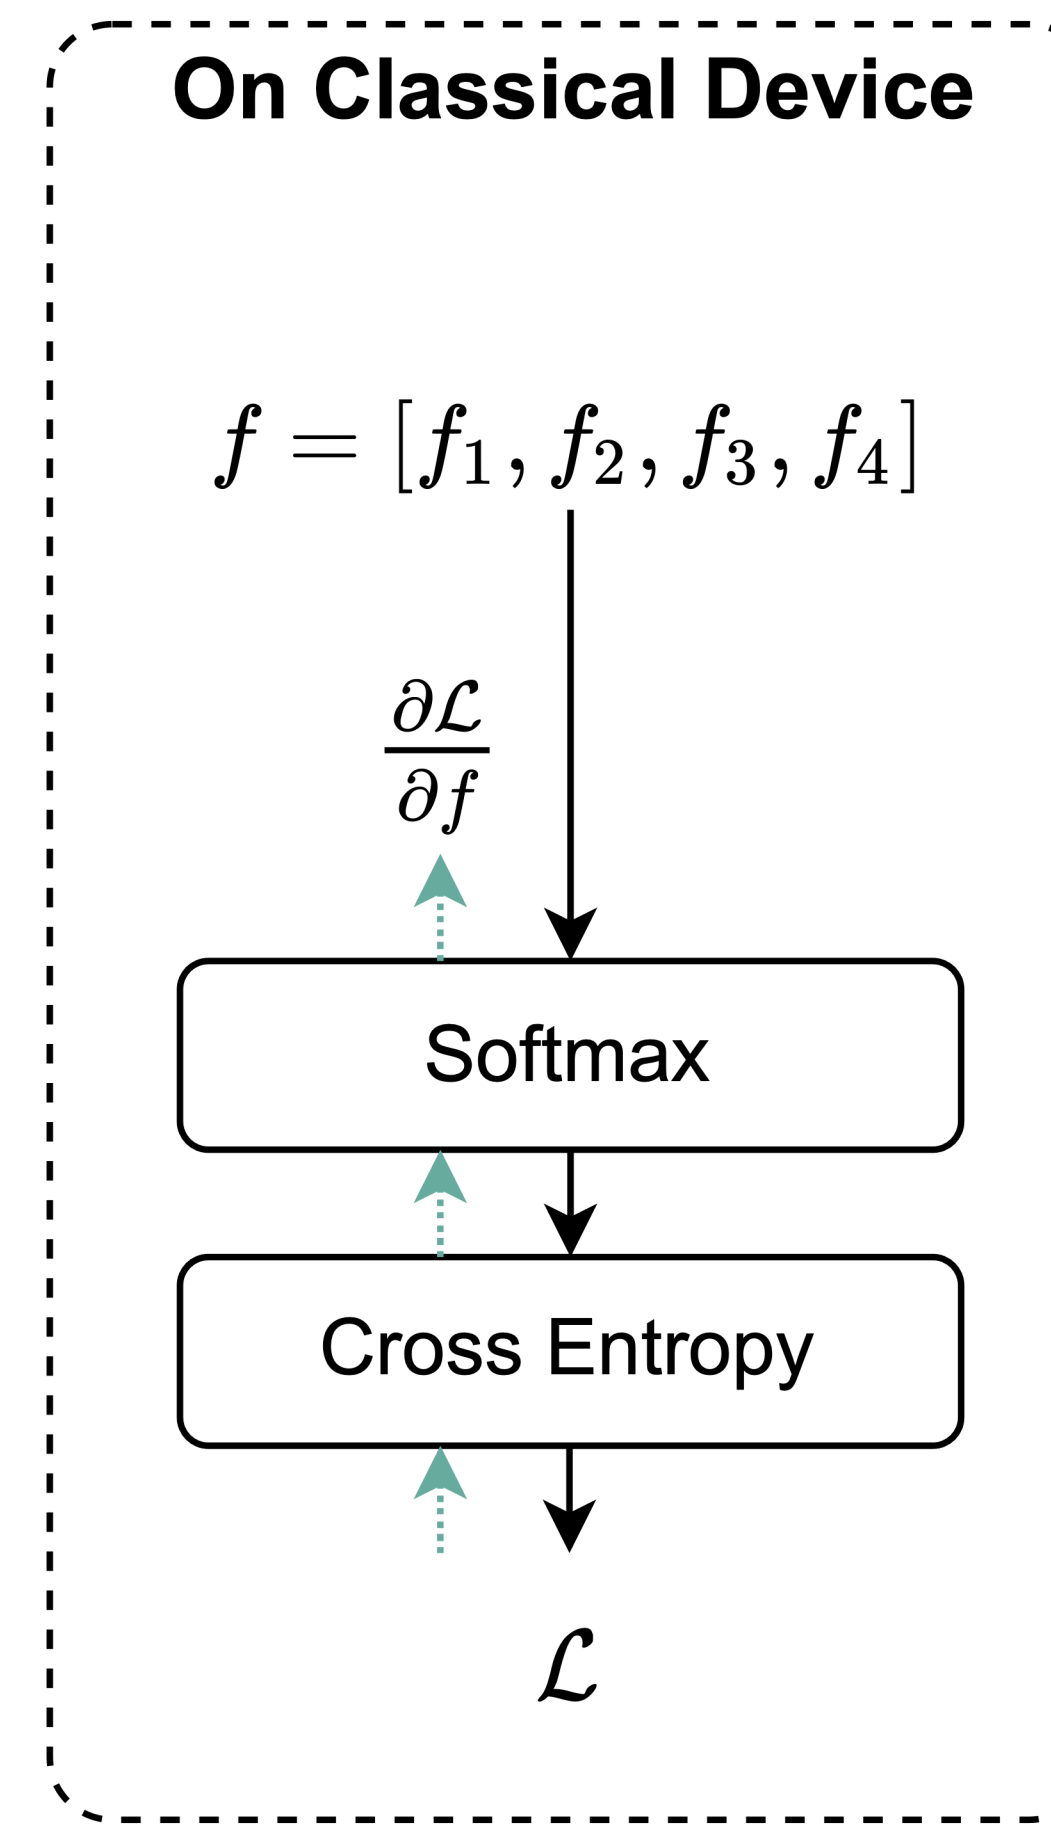 On Classical Device
f = [f₁, f₂, f₃, f₄]
∂ℒ
∂f
Softmax
Cross Entropy
ℒ